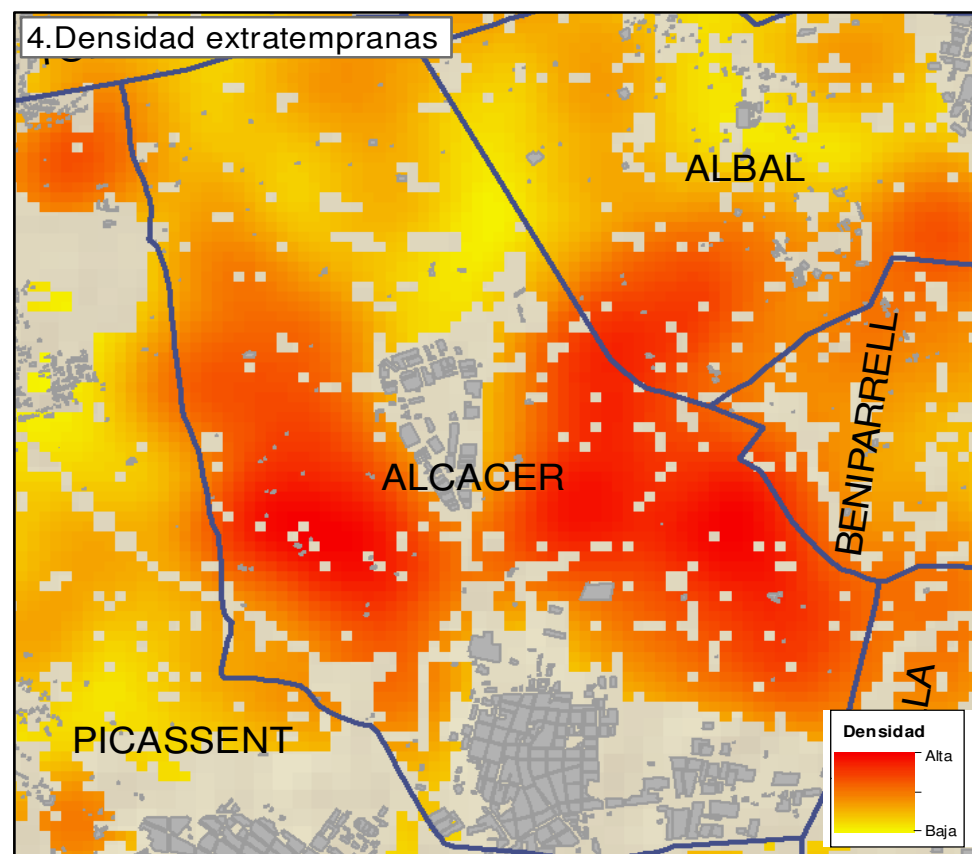 4.Densidad extratempranas
ALBAL
BENIPARRELL
ALCACER
LA
PICASSENT
Densidad
Alta
Baja